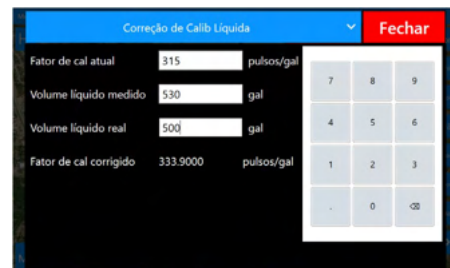 Correção de Calib Líquida
Fechar
Fator de cal atual 315 pulsos/gal
Volume líquido medido 530 gal
Volume líquido real 500 gal
Fator de cal corrigido 333.9000 pulsos/gal
7 8 9
4 5 6
1 2 3
. 0